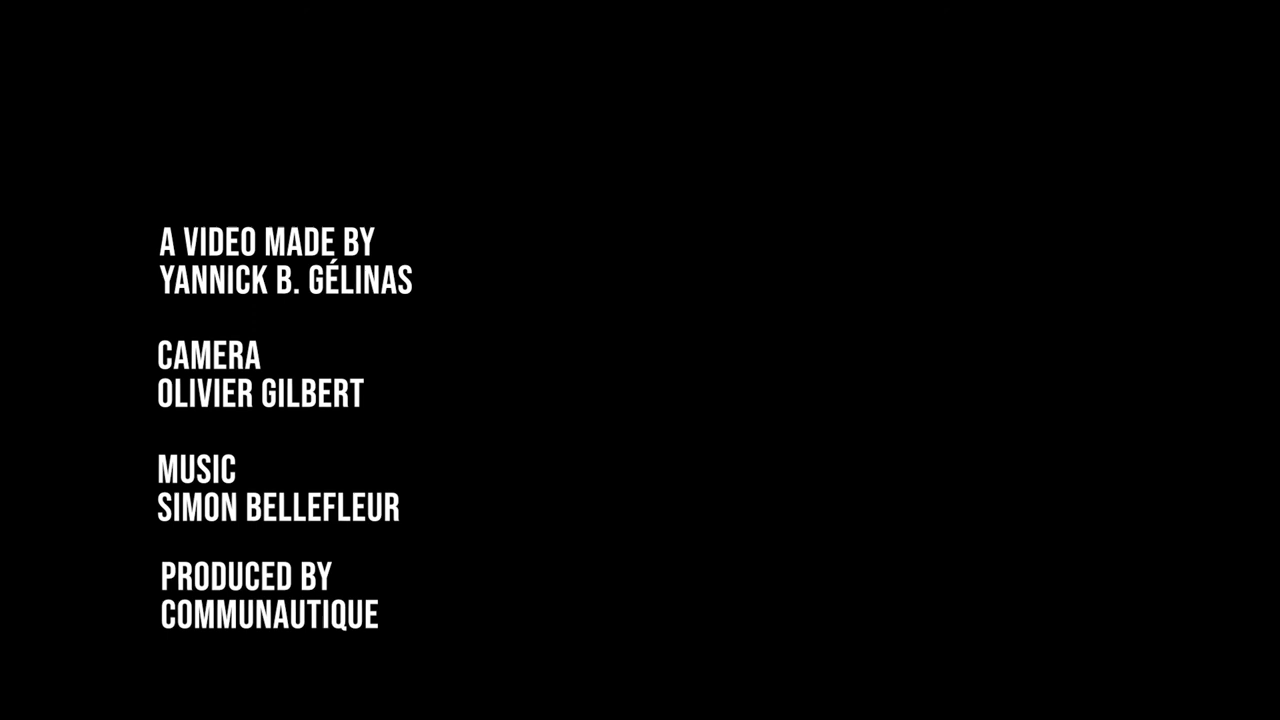 A VIDEO MADE BY
YANNICK B. GÉLINAS
CAMERA
OLIVIER GILBERT
MUSIC
SIMON BELLEFLEUR
PRODUCED BY
COMMUNAUTIQUE